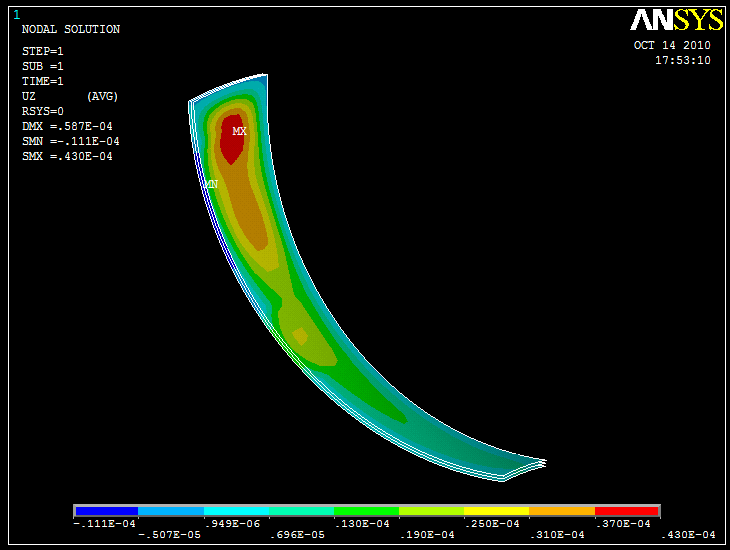 1
ANSYS
NODAL SOLUTION
OCT 14 2010
17:53:10
STEP=1
SUB =1
TIME=1
UZ (AVG)
RSYS=0
DMX =.587E-04
SMN =-.111E-04
SMX =.430E-04
MX
MN
-.111E-04 .949E-06 .130E-04 .250E-04 .370E-04
-.507E-05 .696E-05 .190E-04 .310E-04 .430E-04